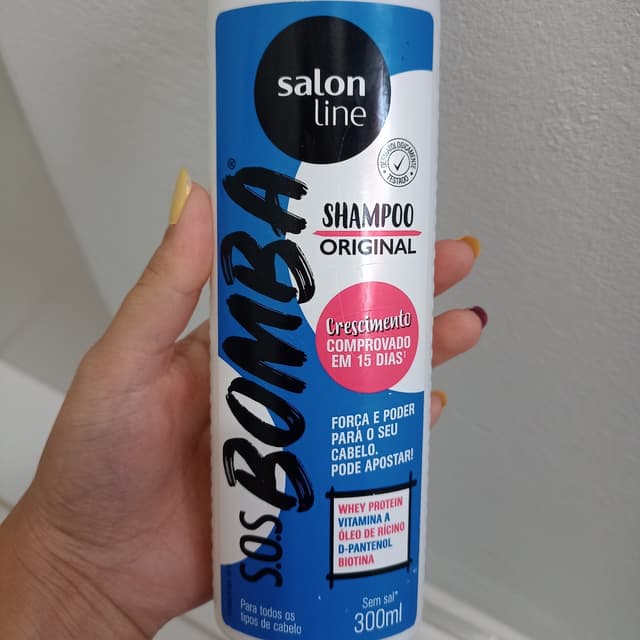 salon
line
DERMATOLOGICAMENTE
TESTADO
SHAMPOO
ORIGINAL
S.O.S BOMBA®
Crescimento
COMPROVADO
EM 15 DIAS¹
FORÇA E PODER
PARA O SEU
CABELO.
PODE APOSTAR!
WHEY PROTEIN
VITAMINA A
ÓLEO DE RÍCINO
D-PANTENOL
BIOTINA
Para todos os
tipos de cabelo
Sem sal*
300ml